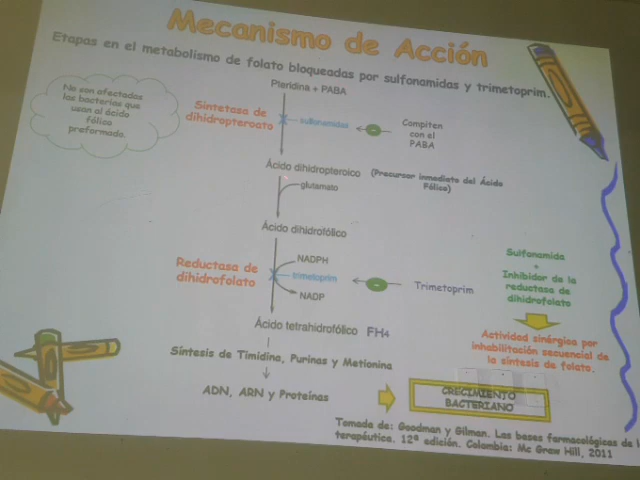 Mecanismo de Acción
Etapas en el metabolismo de folato bloqueadas por sulfonamidas y trimetoprim.
No son afectadas
las bacterias que
usan al ácido
fólico
preformado.
Pteridina + PABA
Sintetasa de
dihidropteroato
sulfonamidas
Compiten
con el
PABA
Ácido dihidropteroico
(Precursor inmediato del Ácido
Fólico)
glutamato
Ácido dihidrofólico
Reductasa de
dihidrofolato
NADPH
trimetoprim
NADP
Trimetoprim
Sulfonamida
+
Inhibidor de la
reductasa de
dihidrofolato
Ácido tetrahidrofólico FH4
Actividad sinérgica por
inhabilitación secuencial de
la síntesis de folato.
Síntesis de Timidina, Purinas y Metionina
ADN, ARN y Proteínas
CRECIMIENTO
BACTERIANO
Tomada de: Goodman y Gilman. Las bases farmacológicas de l
terapéutica. 12ª edición. Colombia: Mc Graw Hill, 2011